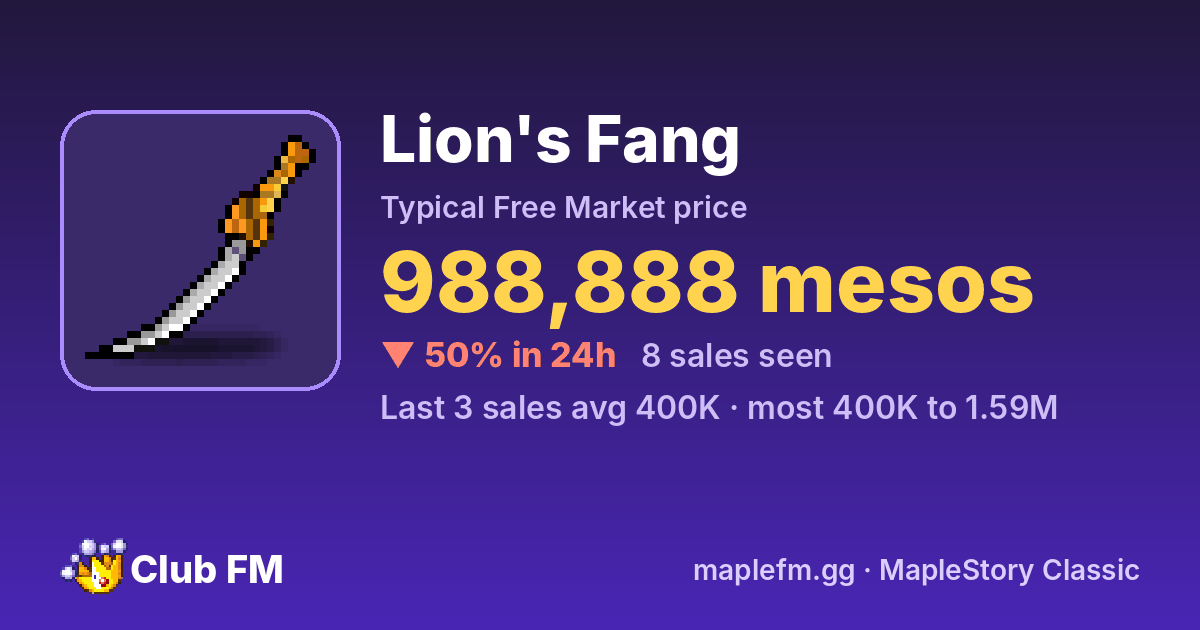 Lion's Fang
Typical Free Market price
988,888 mesos
▼ 50% in 24h 8 sales seen
Last 3 sales avg 400K · most 400K to 1.59M
Club FM
maplefm.gg · MapleStory Classic